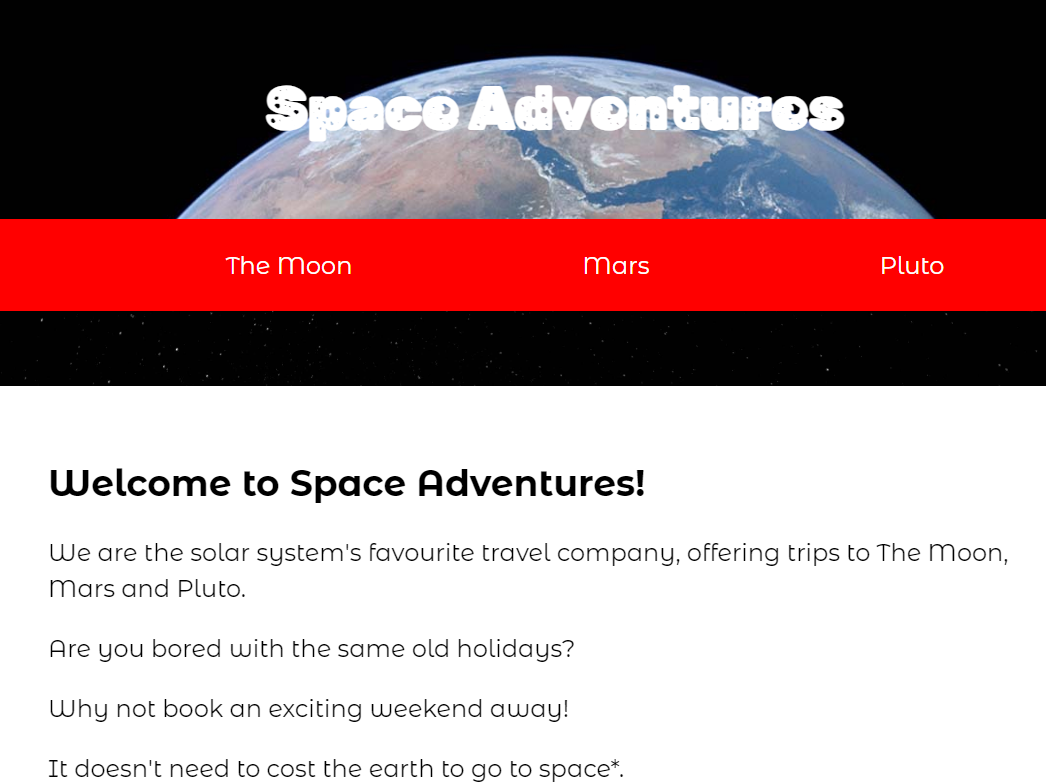 Space Adventures
The Moon Mars Pluto
Welcome to Space Adventures!
We are the solar system's favourite travel company, offering trips to The Moon,
Mars and Pluto.
Are you bored with the same old holidays?
Why not book an exciting weekend away!
It doesn't need to cost the earth to go to space*.